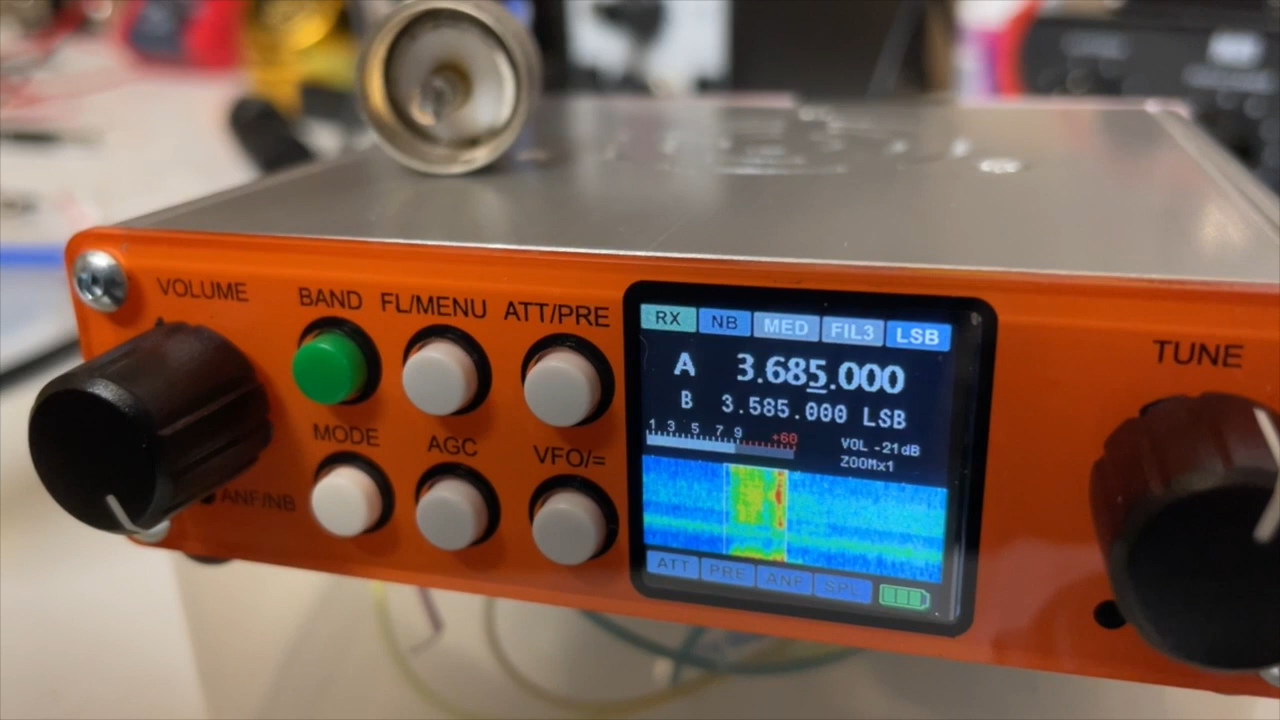 VOLUME
BAND FL/MENU ATT/PRE
MODE AGC VFO/=
ANF/NB
RX NB MED FIL3 LSB
A 3.685.000
B 3.585.000 LSB
1 3 5 7 9 +60
VOL -21dB
ZOOMx1
ATT PRE ANF SPL
TUNE